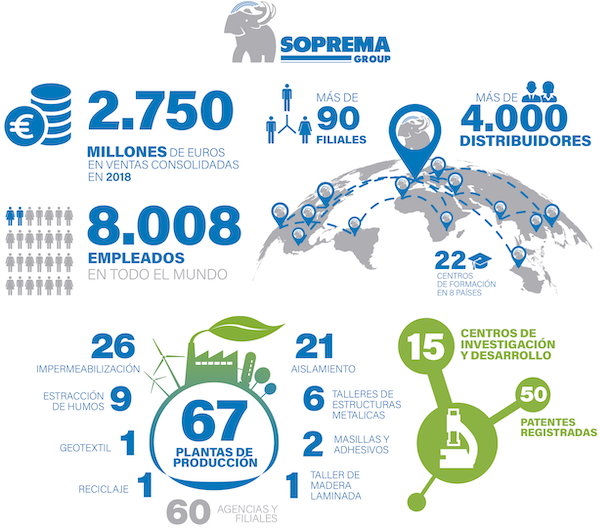 SOPREMA
GROUP
€
2.750
MILLONES DE EUROS
EN VENTAS CONSOLIDADAS
EN 2018
MÁS DE
90
FILIALES
MÁS DE
4.000
DISTRIBUIDORES
8.008
EMPLEADOS
EN TODO EL MUNDO
22
CENTROS
DE FORMACIÓN
EN 8 PAÍSES
26
IMPERMEABILIZACIÓN
ESTRACCIÓN
DE HUMOS
9
GEOTEXTIL
1
RECICLAJE
1
67
PLANTAS DE
PRODUCCIÓN
21
AISLAMIENTO
6
TALLERES DE
ESTRUCTURAS
METALICAS
2
MASILLAS Y
ADHESIVOS
1
TALLER DE
MADERA
LAMINADA
60
AGENCIAS Y
FILIALES
15
CENTROS DE
INVESTIGACIÓN
Y DESARROLLO
50
PATENTES
REGISTRADAS